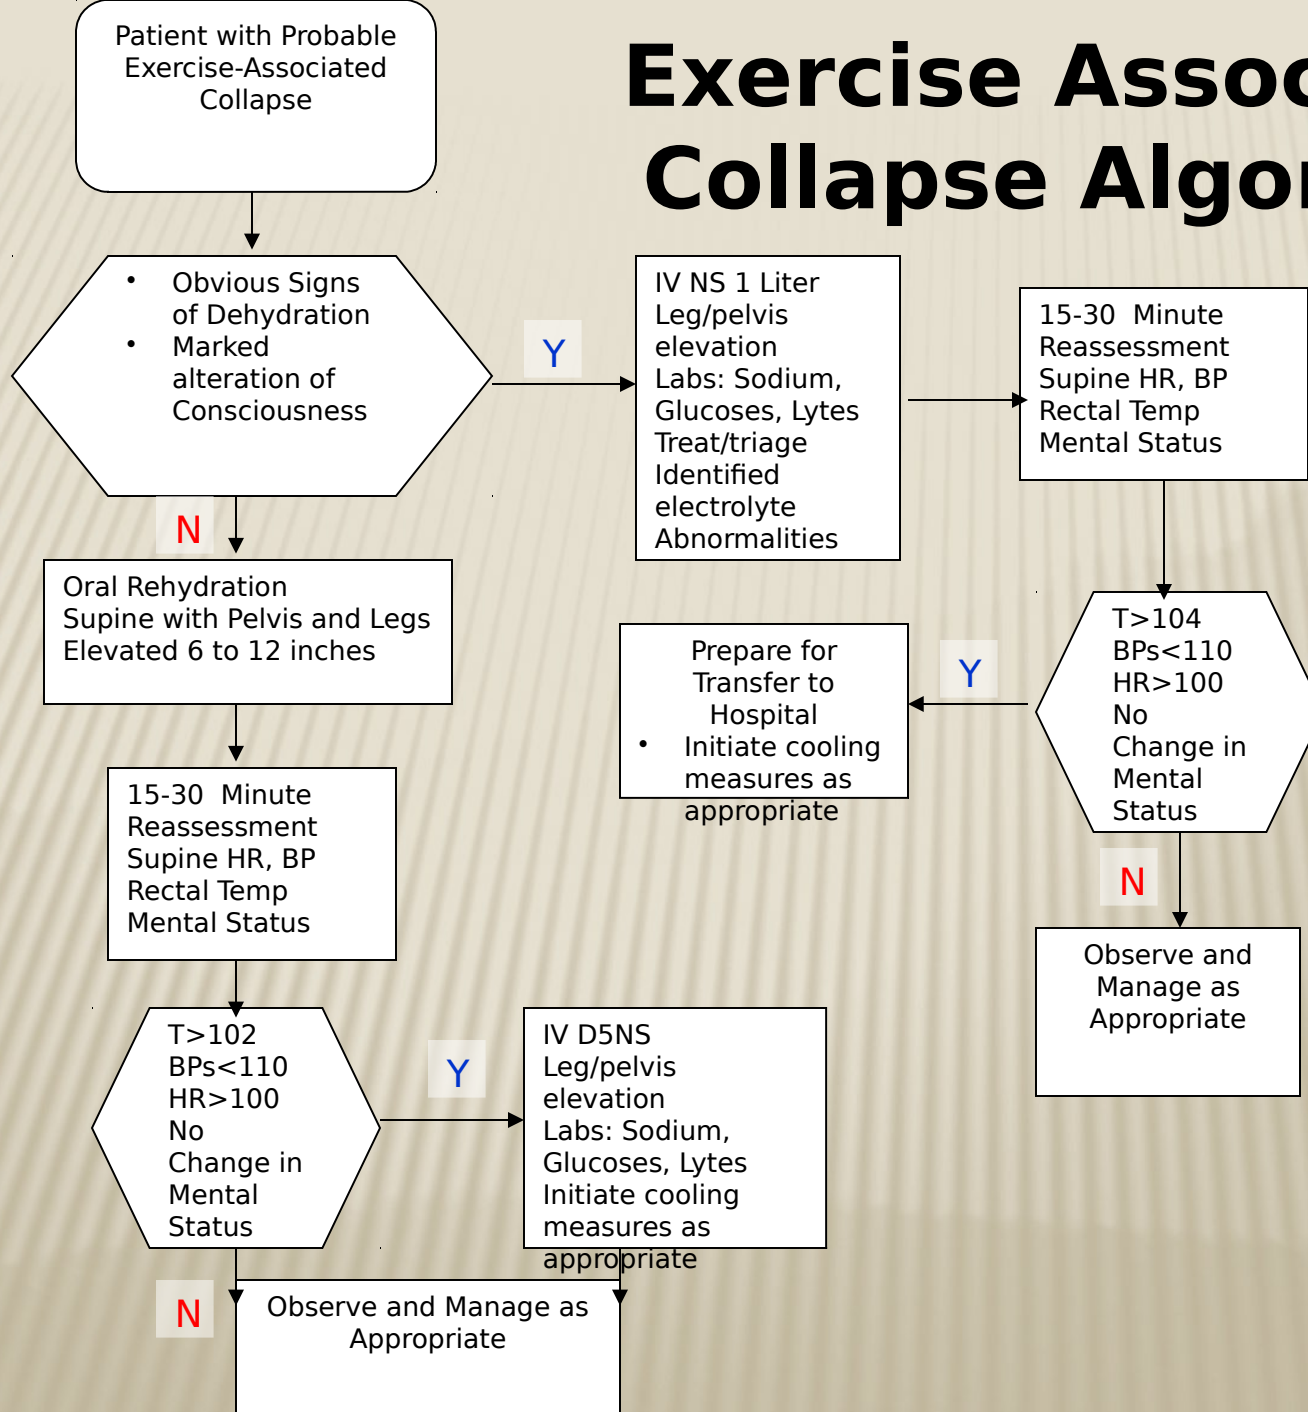 Patient with Probable
Exercise-Associated
Collapse
Exercise Assoc
Collapse Algor
• Obvious Signs
of Dehydration
• Marked
alteration of
Consciousness
Y
IV NS 1 Liter
Leg/pelvis
elevation
Labs: Sodium,
Glucoses, Lytes
Treat/triage
Identified
electrolyte
Abnormalities
15-30 Minute
Reassessment
Supine HR, BP
Rectal Temp
Mental Status
N
Oral Rehydration
Supine with Pelvis and Legs
Elevated 6 to 12 inches
T>104
BPs<110
HR>100
No
Change in
Mental
Status
Y
Prepare for
Transfer to
Hospital
• Initiate cooling
measures as
appropriate
15-30 Minute
Reassessment
Supine HR, BP
Rectal Temp
Mental Status
N
Observe and
Manage as
Appropriate
T>102
BPs<110
HR>100
No
Change in
Mental
Status
Y
IV D5NS
Leg/pelvis
elevation
Labs: Sodium,
Glucoses, Lytes
Initiate cooling
measures as
appropriate
N
Observe and Manage as
Appropriate